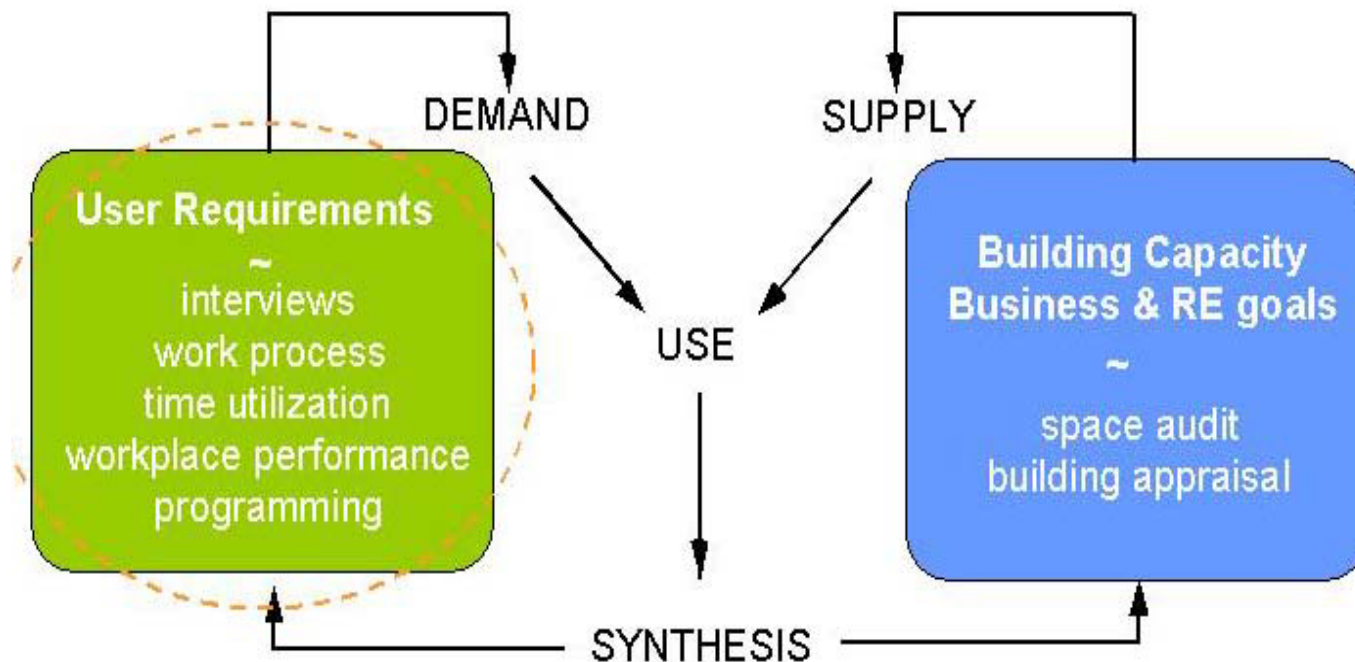 DEMAND
SUPPLY
User Requirements
~
interviews
work process
time utilization
workplace performance
programming
USE
Building Capacity
Business & RE goals
~
space audit
building appraisal
SYNTHESIS